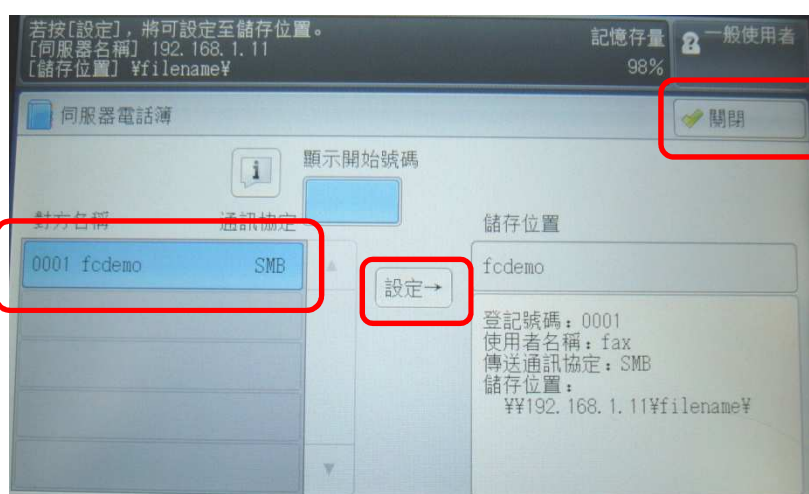 若按[設定]，將可設定至儲存位置。
[伺服器名稱] 192.168.1.11
[儲存位置] ¥filename¥
記憶存量
98%
一般使用者
伺服器電話簿
關閉
顯示開始號碼
對方名稱 通訊協定
0001 fcdemo SMB
設定→
儲存位置
fcdemo
登記號碼：0001
使用者名稱：fax
傳送通訊協定：SMB
儲存位置：
¥¥192.168.1.11¥filename¥